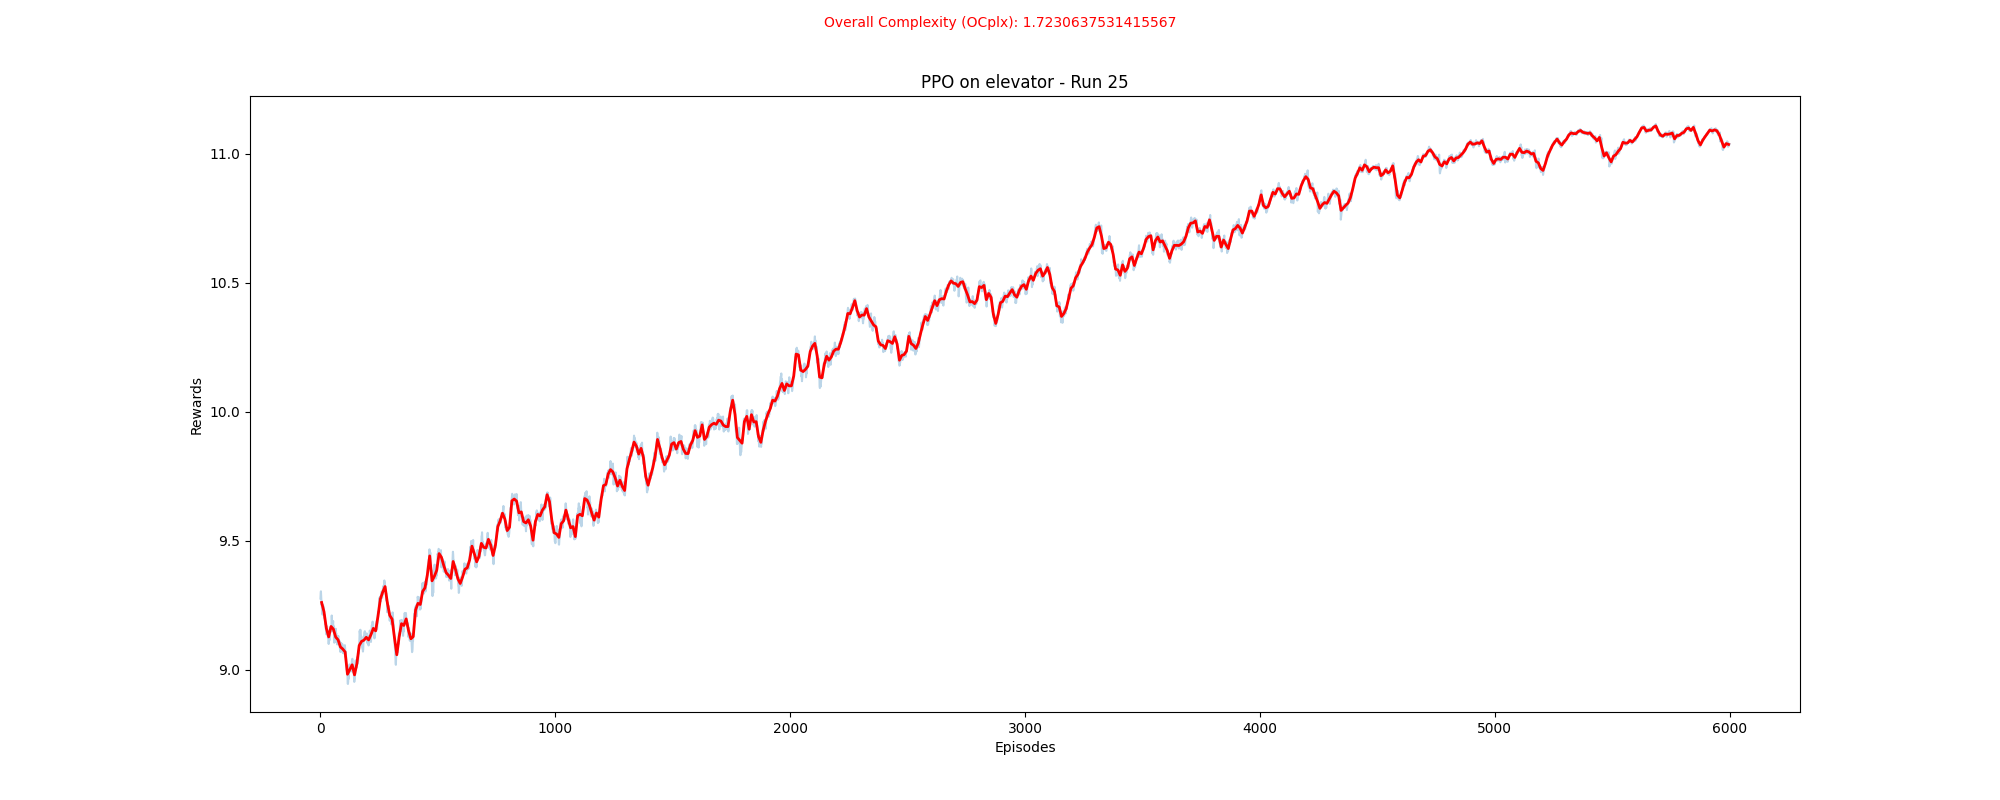 Overall Complexity (OCplx): 1.7230637531415567
PPO on elevator - Run 25
11.0
10.5
10.0
9.5
9.0
Rewards
0 1000 2000 3000 4000 5000 6000
Episodes